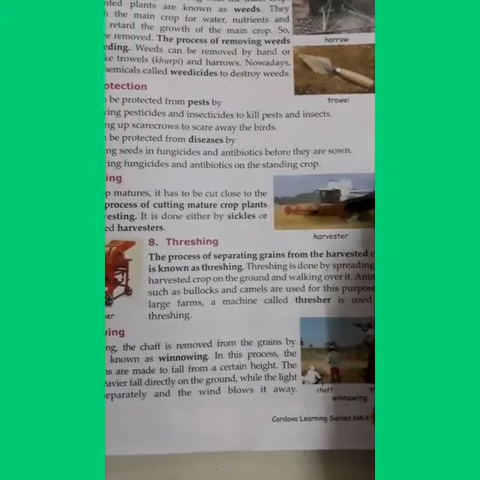 plants are known as weeds. They
the main crop for water, nutrients and
retard the growth of the main crop. So,
be removed. The process of removing weeds
eding. Weeds can be removed by hand or
ke trowels (khurpi) and harrows. Nowadays,
hemicals called weedicides to destroy weeds.
harrow
trowel
otection
be protected from pests by
ying pesticides and insecticides to kill pests and insects.
ng up scarecrows to scare away the birds.
be protected from diseases by
ng seeds in fungicides and antibiotics before they are sown.
ing fungicides and antibiotics on the standing crop.
ing
p matures, it has to be cut close to the
process of cutting mature crop plants
esting. It is done either by sickles or
ed harvesters.
harvester
8. Threshing
The process of separating grains from the harvested c
is known as threshing. Threshing is done by spreading
harvested crop on the ground and walking over it. Ani
such as bullocks and camels are used for this purpose
large farms, a machine called thresher is used
threshing.
er
ing
ng, the chaff is removed from the grains by
known as winnowing. In this process, the
s are made to fall from a certain height. The
eavier fall directly on the ground, while the light
separately and the wind blows it away.
chaff
winnowing
Cordova Learning Series